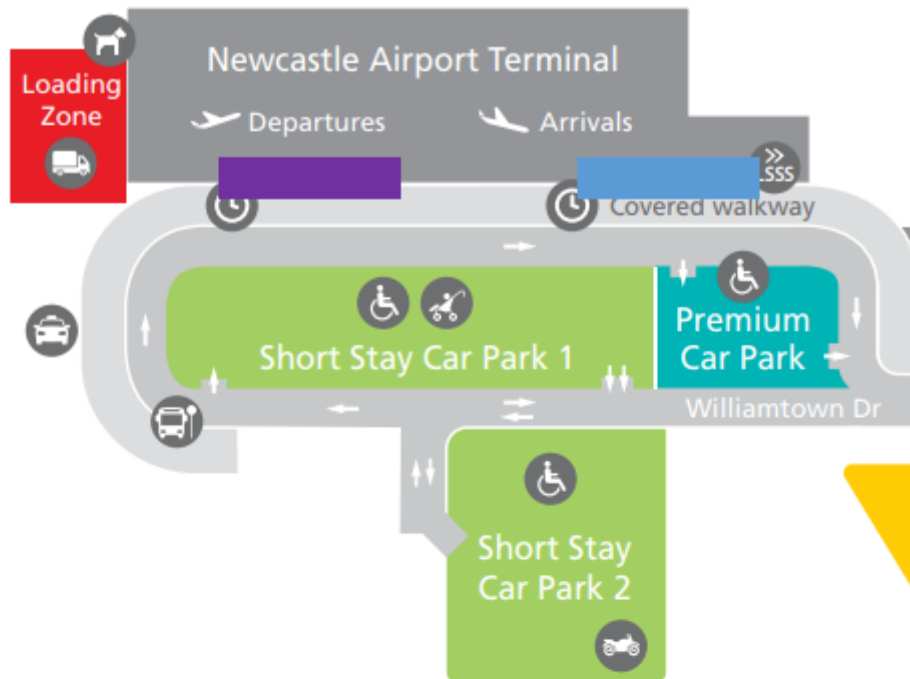 Newcastle Airport Terminal
Loading
Zone
Departures
Arrivals
LSSS
Covered walkway
Short Stay Car Park 1
Premium
Car Park
Williamtown Dr
Short Stay
Car Park 2